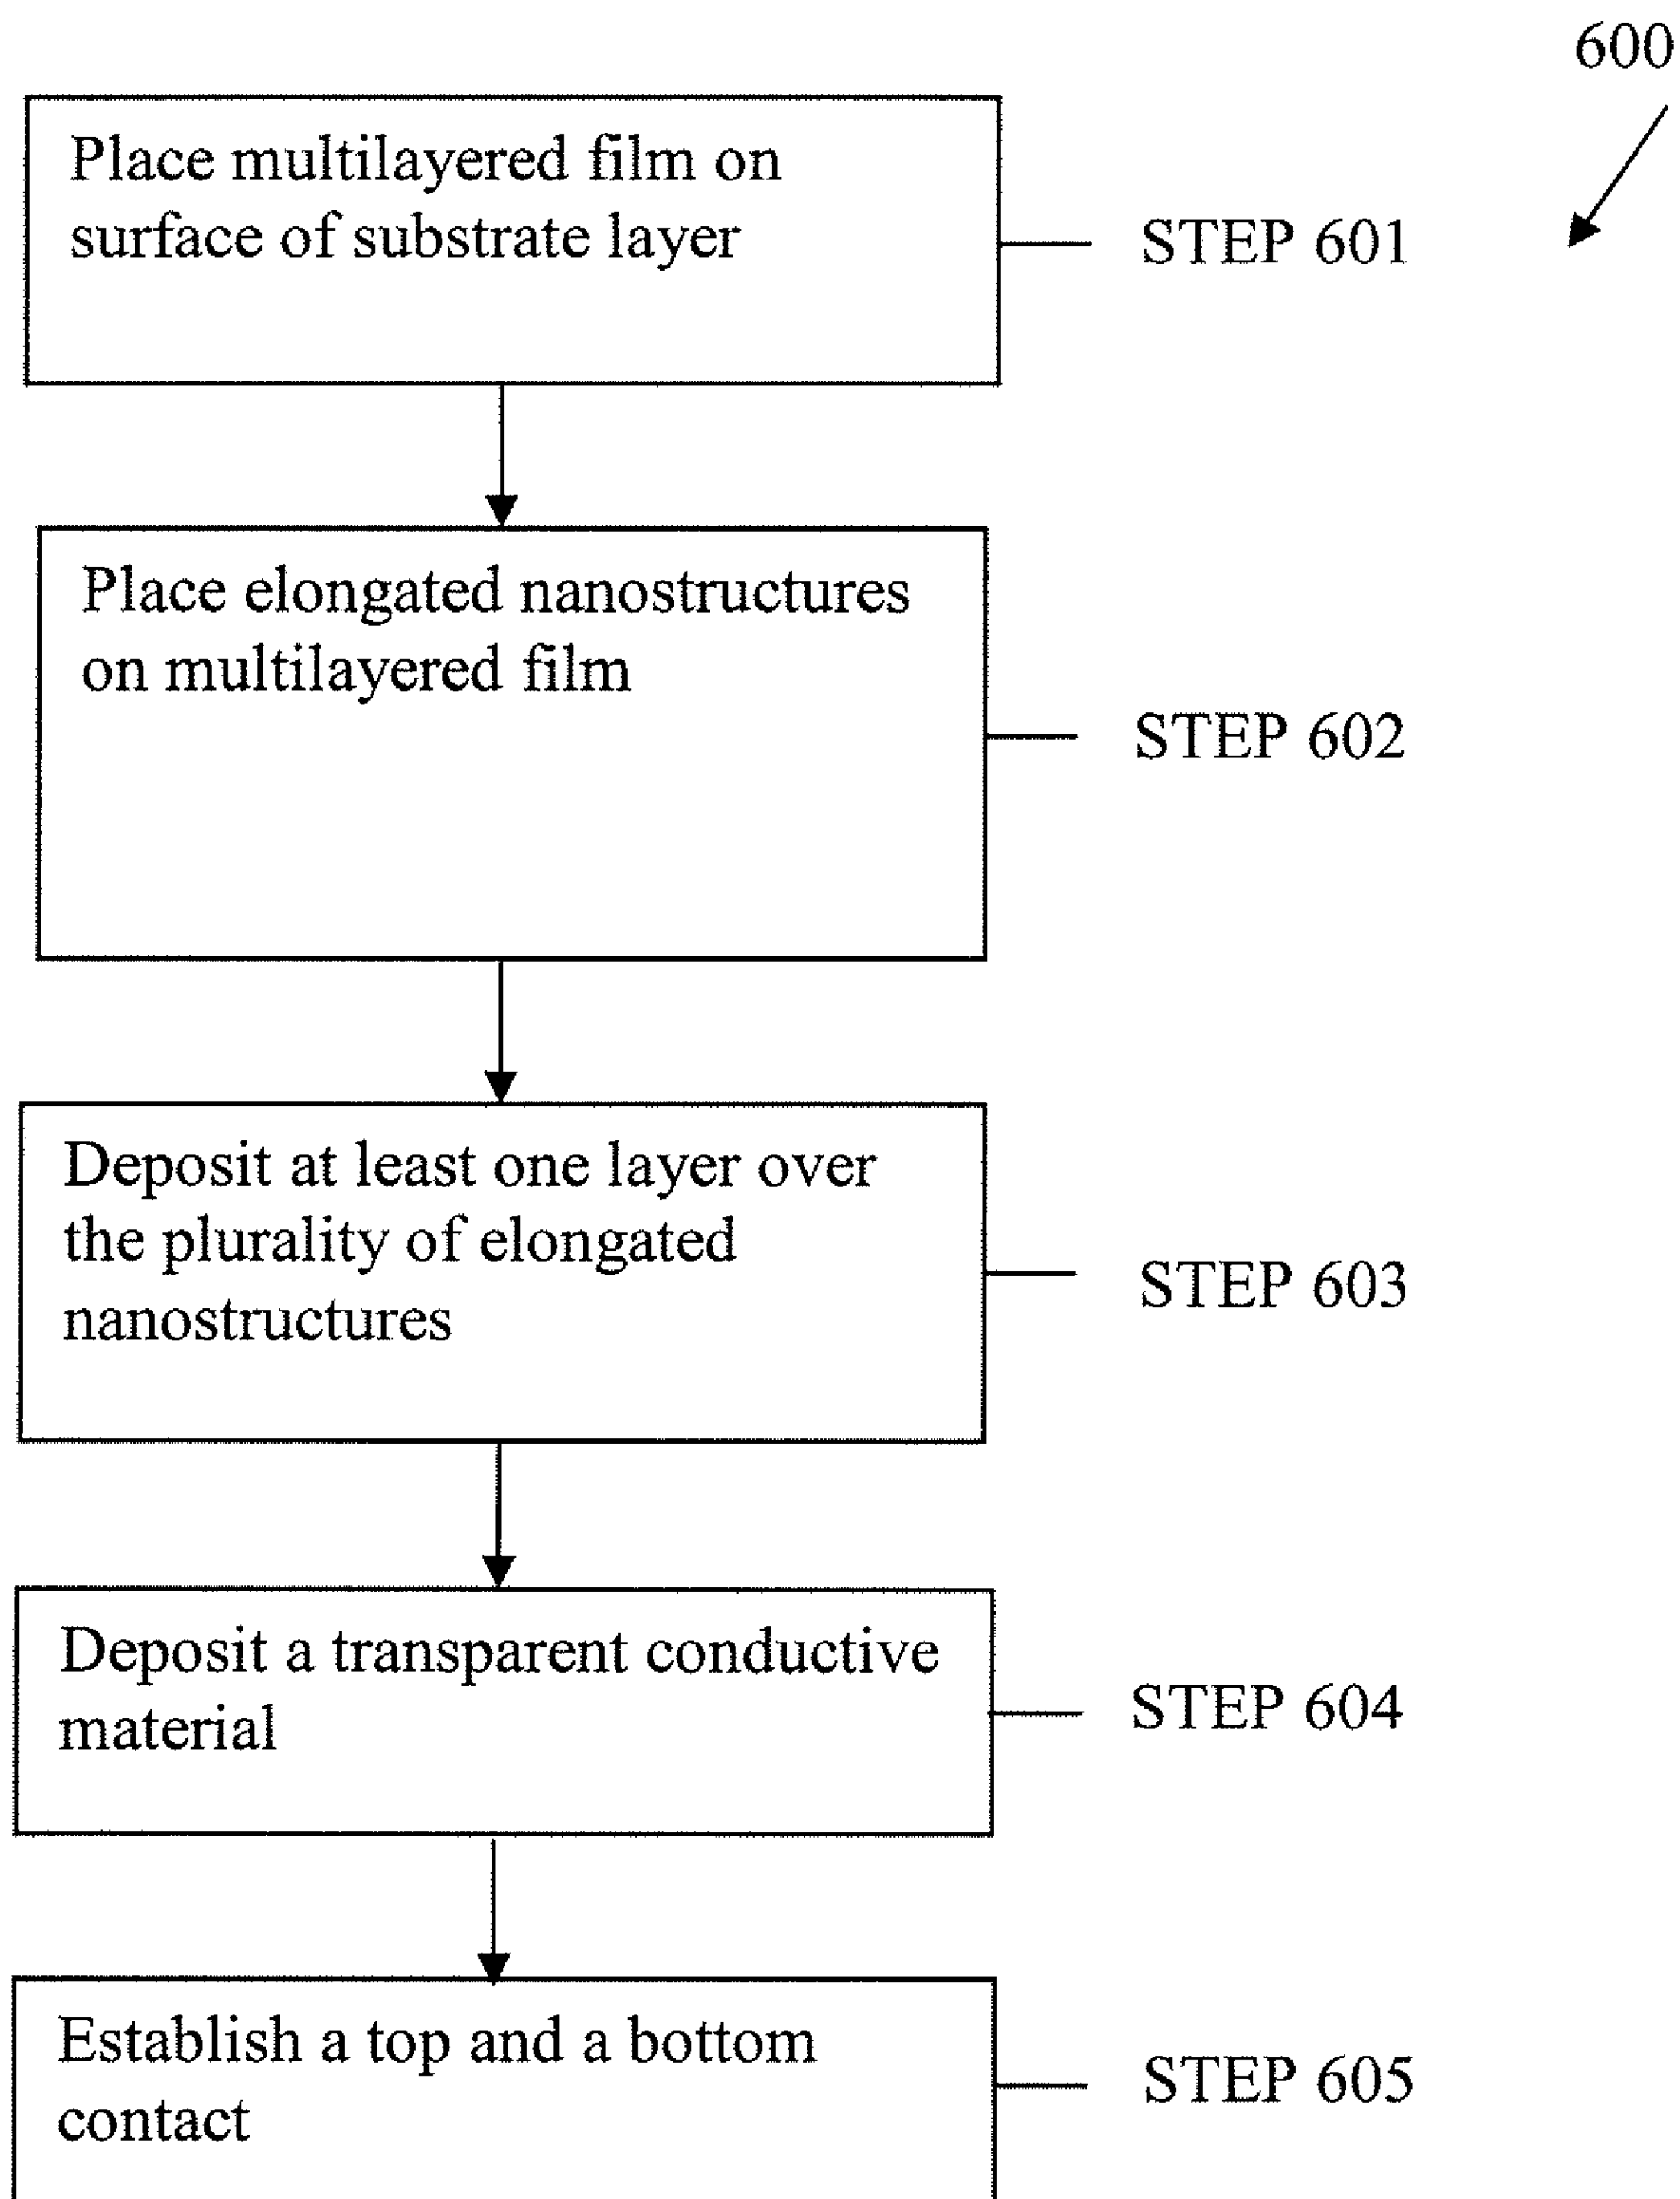 600
Place multilayered film on
surface of substrate layer
STEP 601
Place elongated nanostructures
on multilayered film
STEP 602
Deposit at least one layer over
the plurality of elongated
nanostructures
STEP 603
Deposit a transparent conductive
material
STEP 604
Establish a top and a bottom
contact
STEP 605